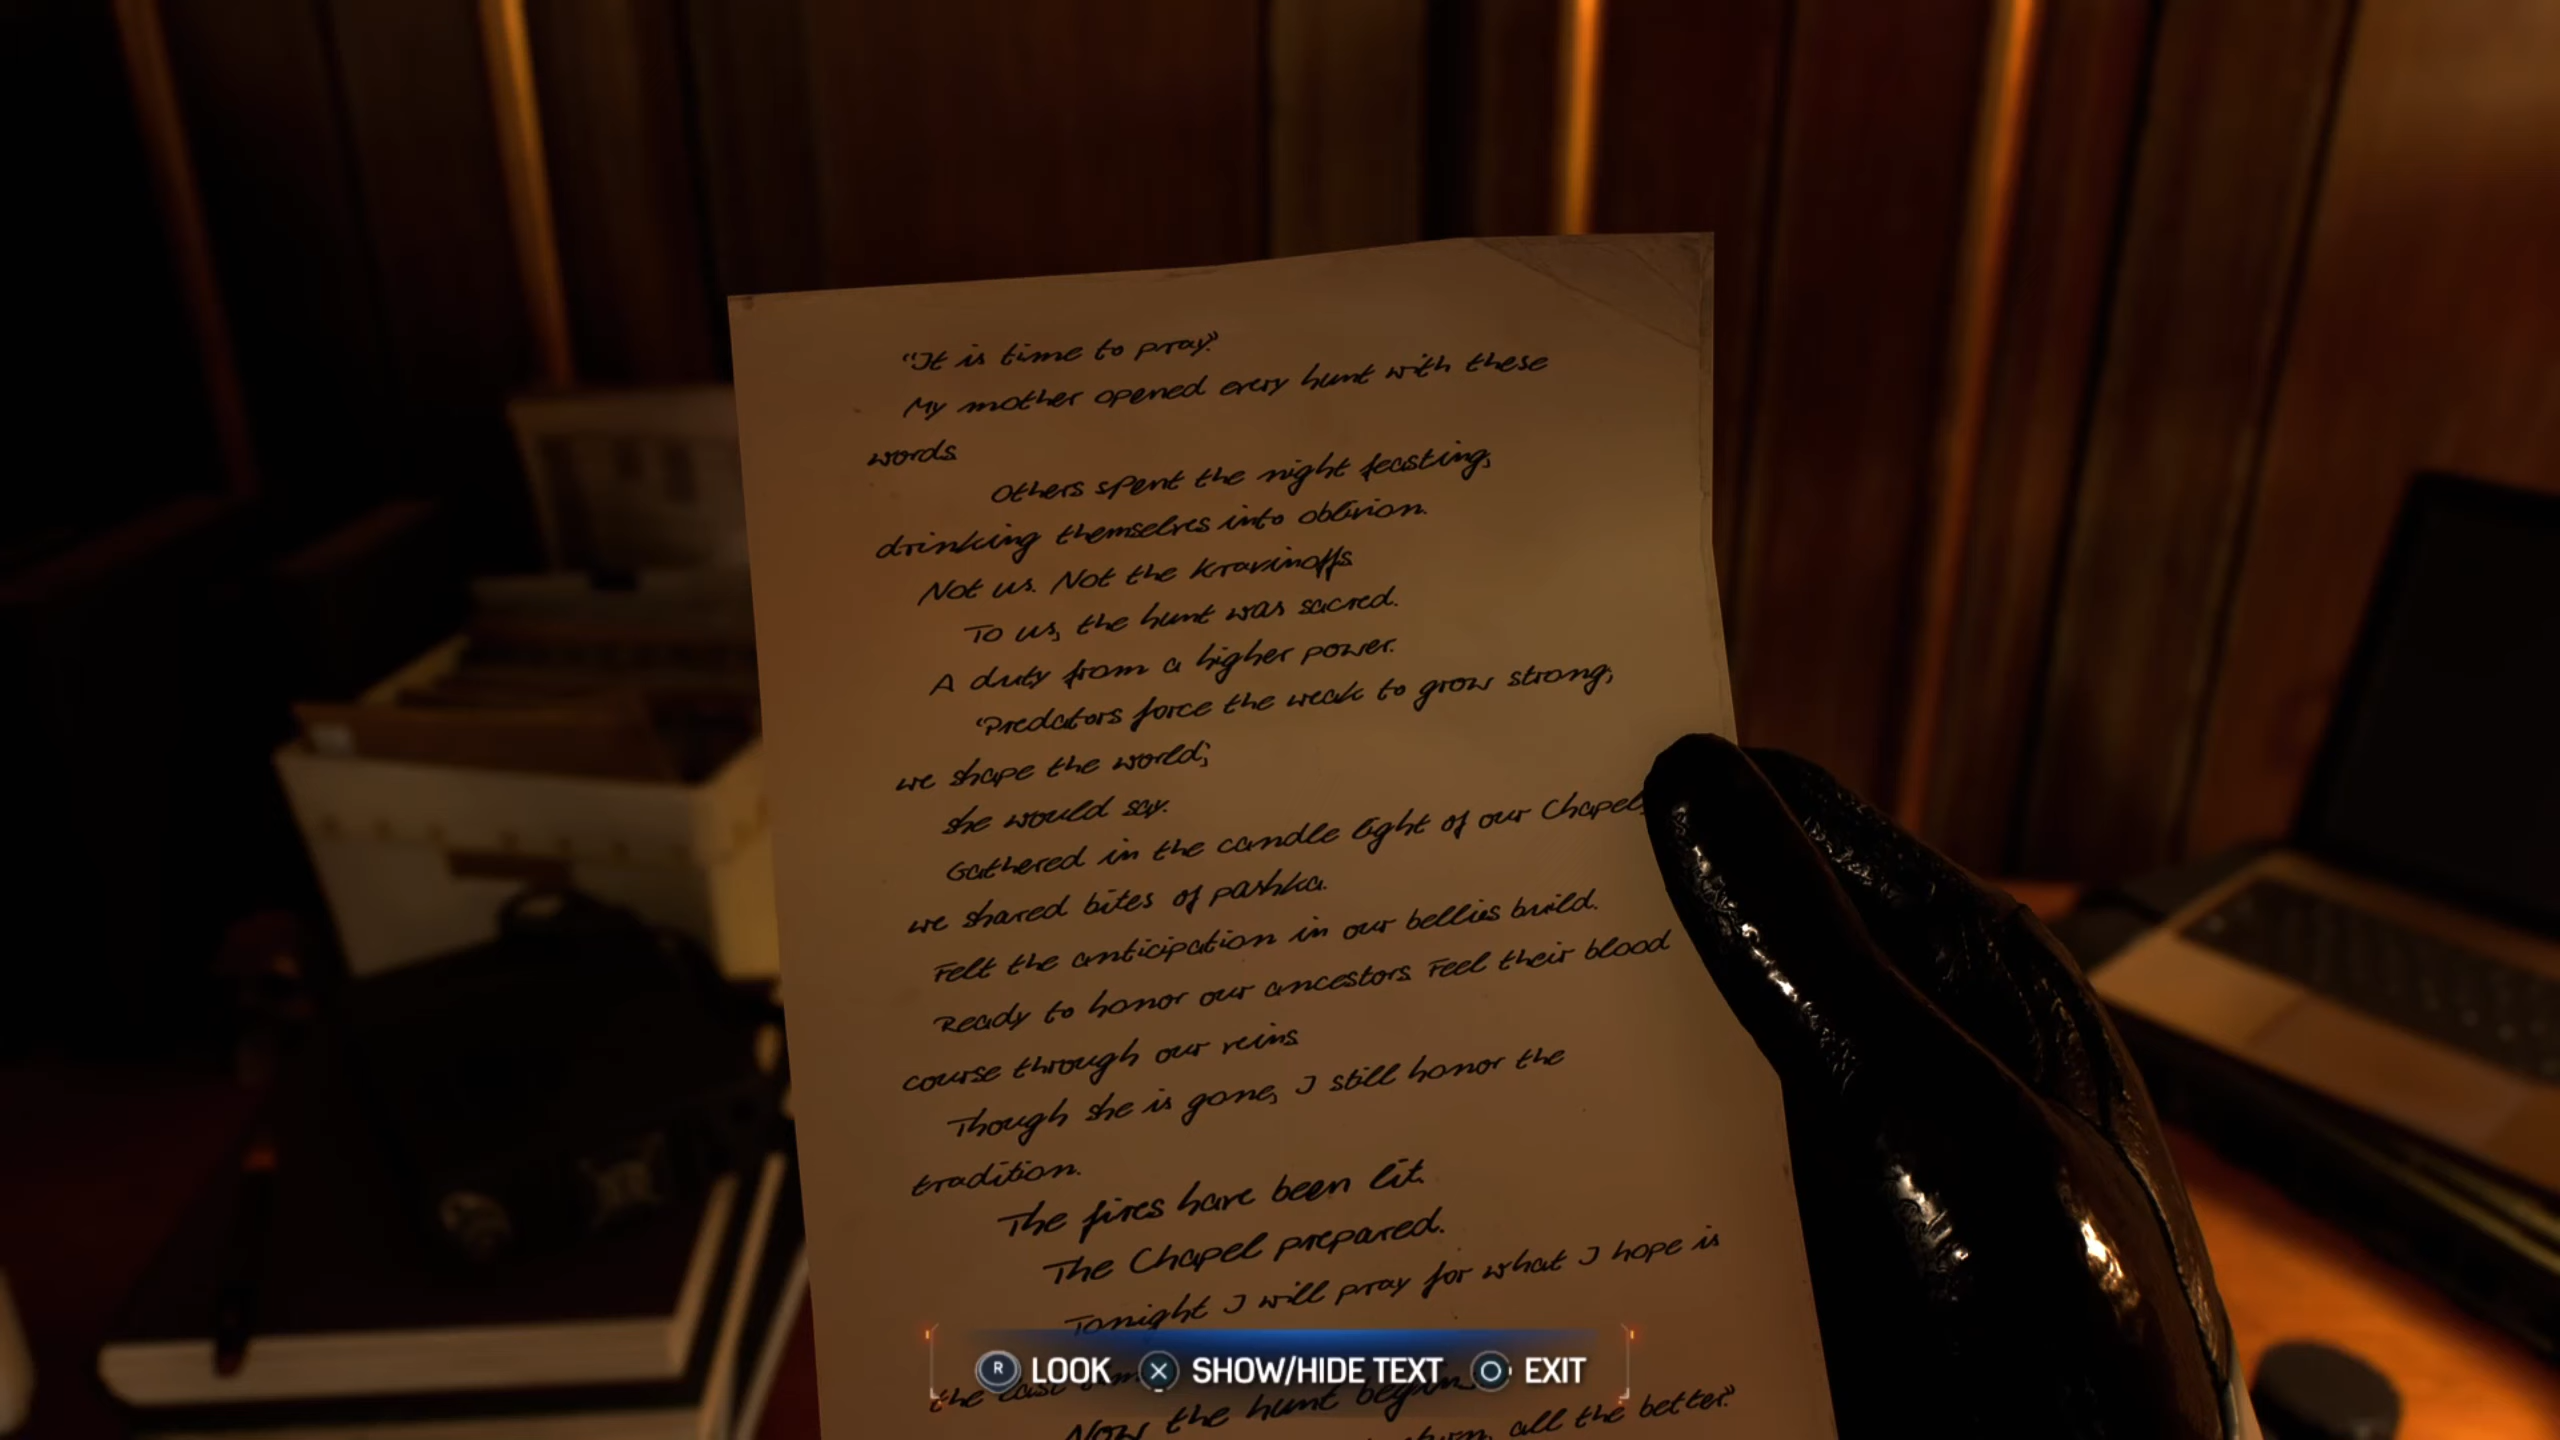 "It is time to pray."
My mother opened every hunt with these
words
Others spent the night feasting,
drinking themselves into oblivion.
Not us. Not the Kravinoffs
To us, the hunt was sacred.
A duty from a higher power.
"Predators force the weak to grow strong,
we shape the world,"
she would say.
Gathered in the candle light of our Chapel,
we shared bites of pashka.
Felt the anticipation in our bellies build.
Ready to honor our ancestors Feel their blood
course through our veins
Though she is gone, I still honor the
tradition.
The fires have been lit.
The Chapel prepared.
Tonight I will pray for what I hope is
the last
Now the hunt begins
all the better."
R LOOK SHOW/HIDE TEXT EXIT